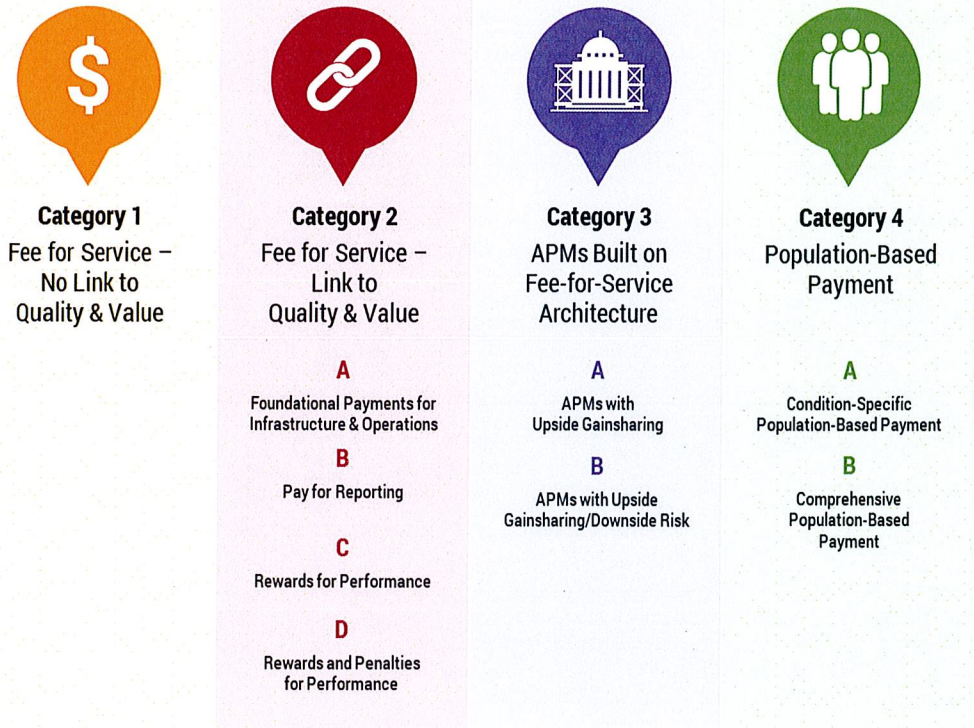 $
Category 1
Fee for Service –
No Link to
Quality & Value
Category 2
Fee for Service –
Link to
Quality & Value
A
Foundational Payments for
Infrastructure & Operations
B
Pay for Reporting
C
Rewards for Performance
D
Rewards and Penalties
for Performance
Category 3
APMs Built on
Fee-for-Service
Architecture
A
APMs with
Upside Gainsharing
B
APMs with Upside
Gainsharing/Downside Risk
Category 4
Population-Based
Payment
A
Condition-Specific
Population-Based Payment
B
Comprehensive
Population-Based
Payment